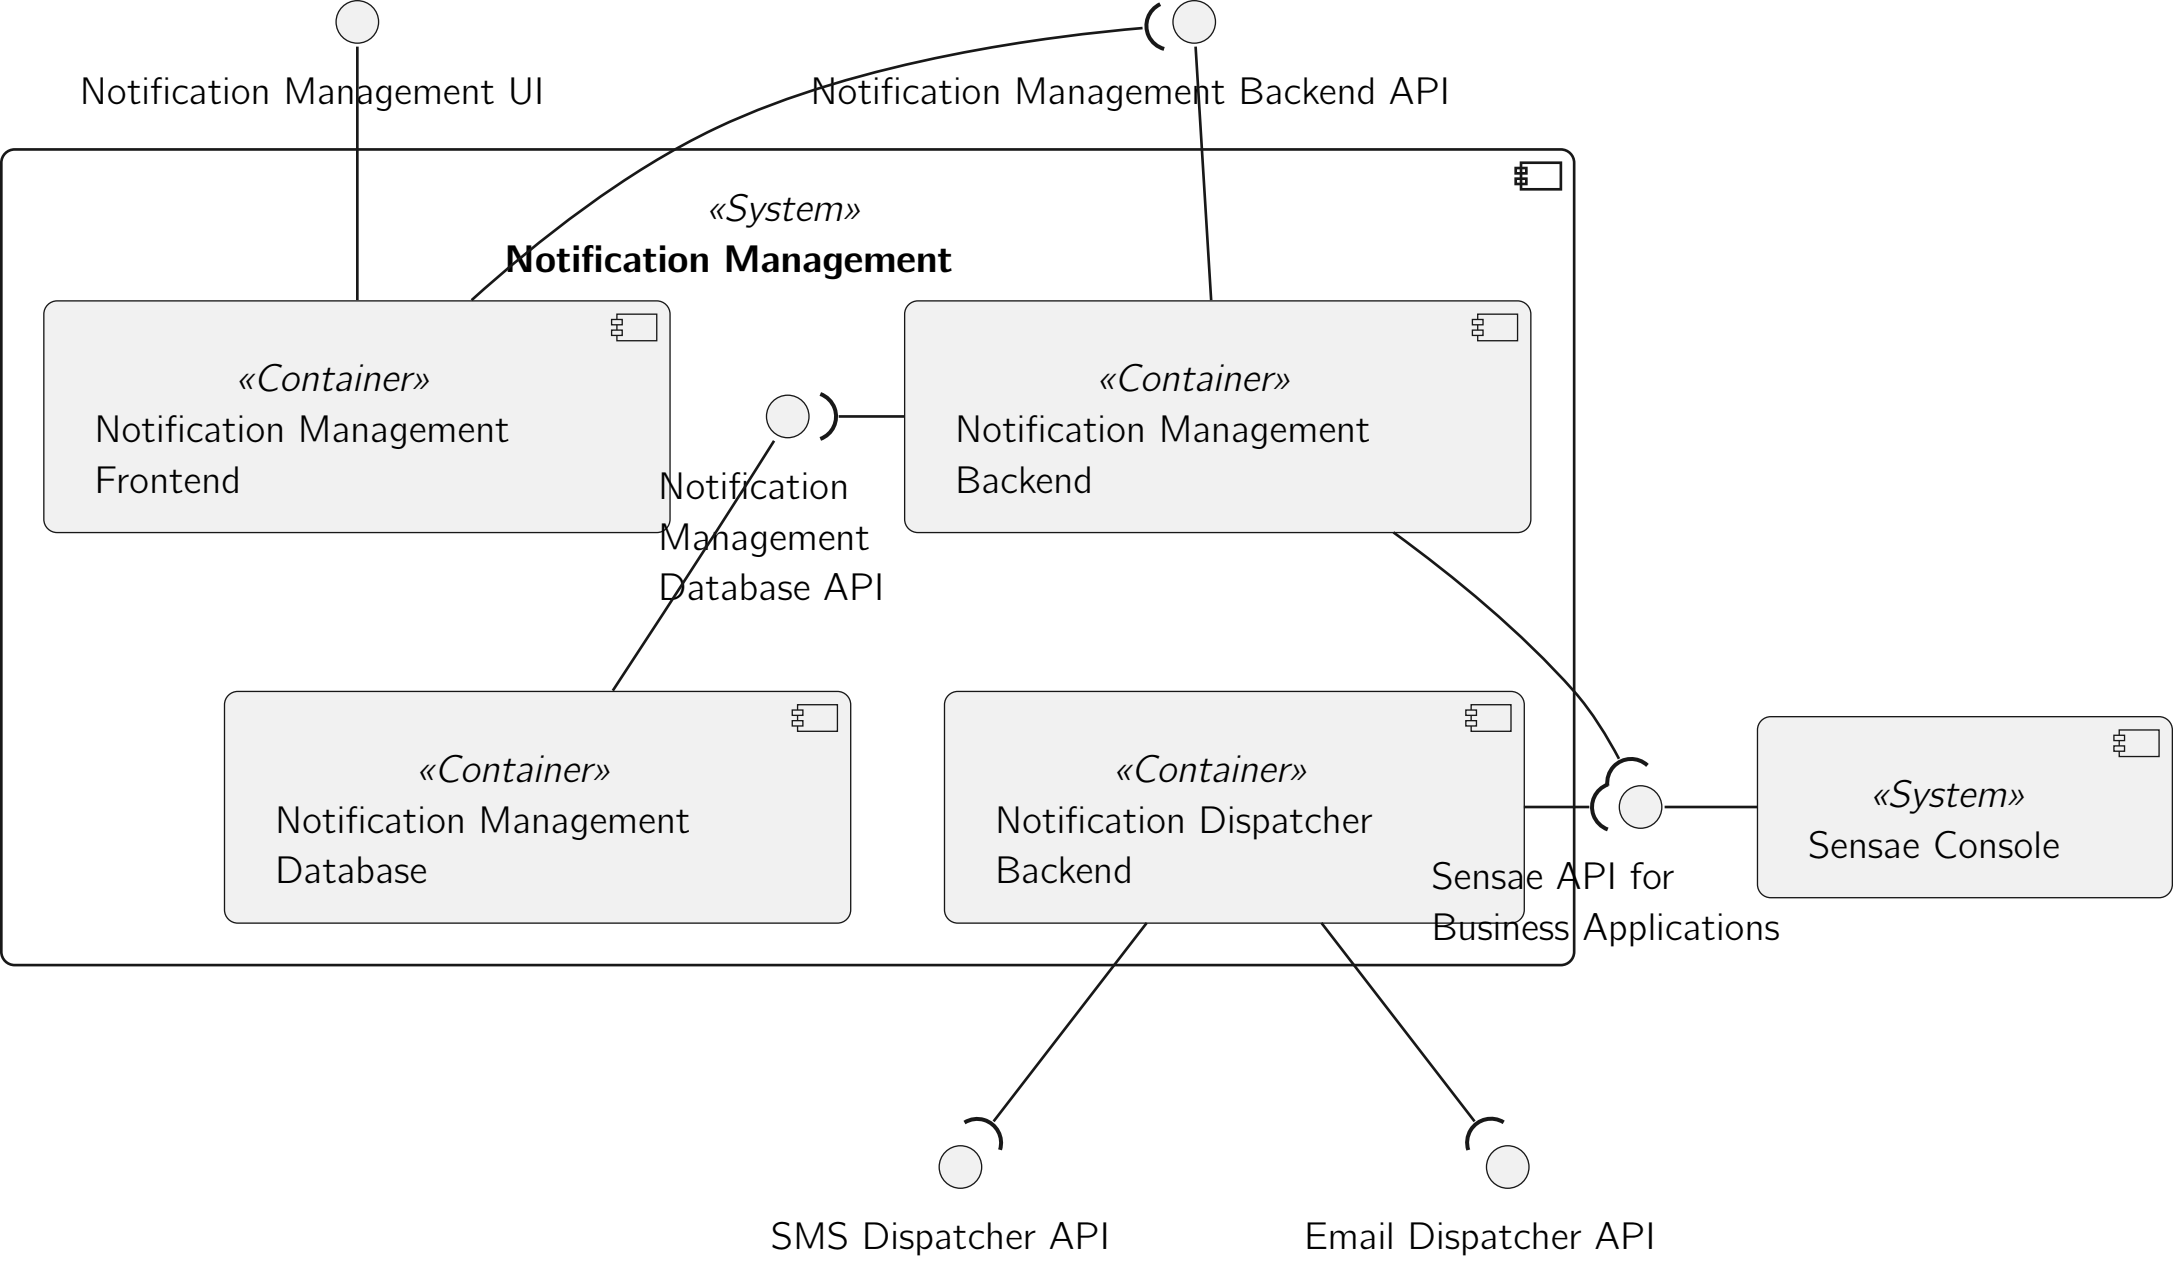 Notification Management UI
Notification Management Backend API
«System»
Notification Management
«Container»
Notification Management
Frontend
«Container»
Notification Management
Backend
Notification
Management
Database API
«Container»
Notification Management
Database
«Container»
Notification Dispatcher
Backend
«System»
Sensae Console
Sensae API for
Business Applications
SMS Dispatcher API
Email Dispatcher API